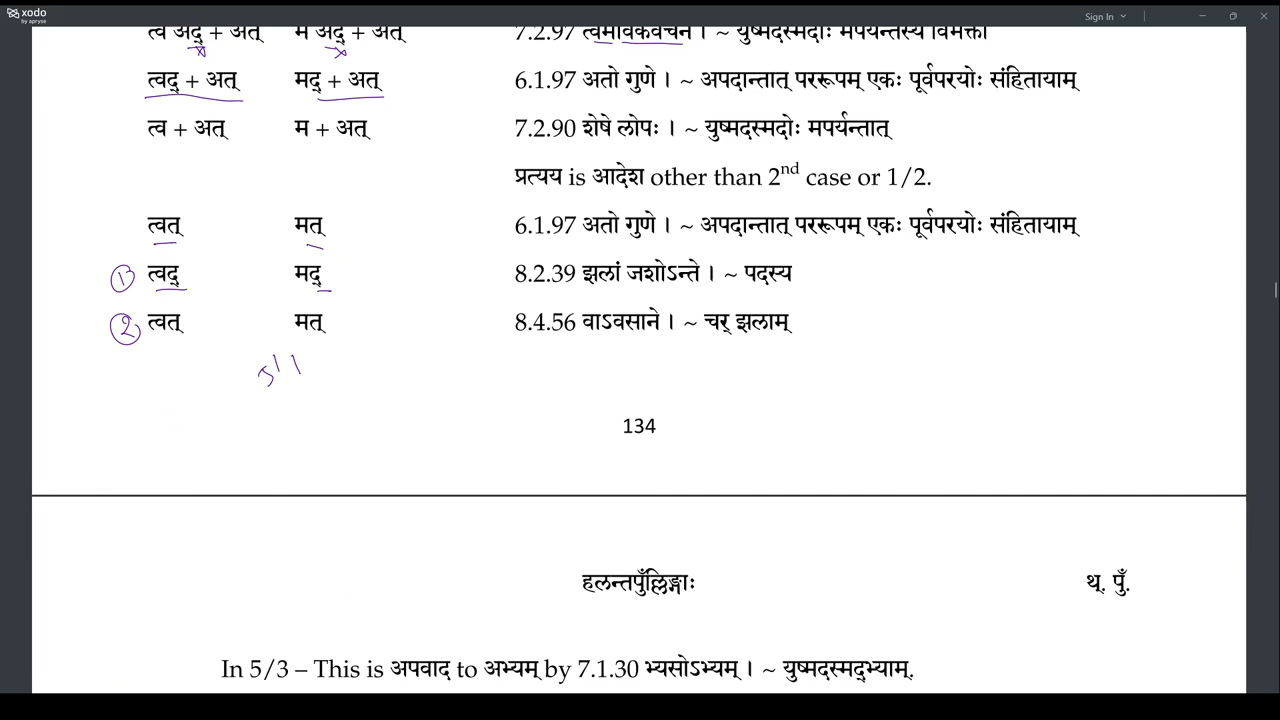 xodo
by apryse
Sign In
त्व अद् + अत् म अद् + अत् 7.2.97 त्वमावेकवचने । ~ युष्मदस्मदोः मपर्यन्तस्य विभक्तौ
त्वद् + अत् मद् + अत् 6.1.97 अतो गुणे । ~ अपदान्तात् पररूपम् एकः पूर्वपरयोः संहितायाम्
त्व + अत् म + अत् 7.2.90 शेषे लोपः । ~ युष्मदस्मदोः मपर्यन्तात्
प्रत्यय is आदेश other than 2nd case or 1/2.
त्वत् मत् 6.1.97 अतो गुणे । ~ अपदान्तात् पररूपम् एकः पूर्वपरयोः संहितायाम्
1 त्वद् मद् 8.2.39 झलां जशोऽन्ते । ~ पदस्य
2 त्वत् मत् 8.4.56 वाऽवसाने । ~ चर् झलाम्
134
हलन्तपुँल्लिङ्गाः थ्. पुँ.
In 5/3 – This is अपवाद to अभ्यम् by 7.1.30 भ्यसोऽभ्यम् । ~ युष्मदस्मद्भ्याम्.